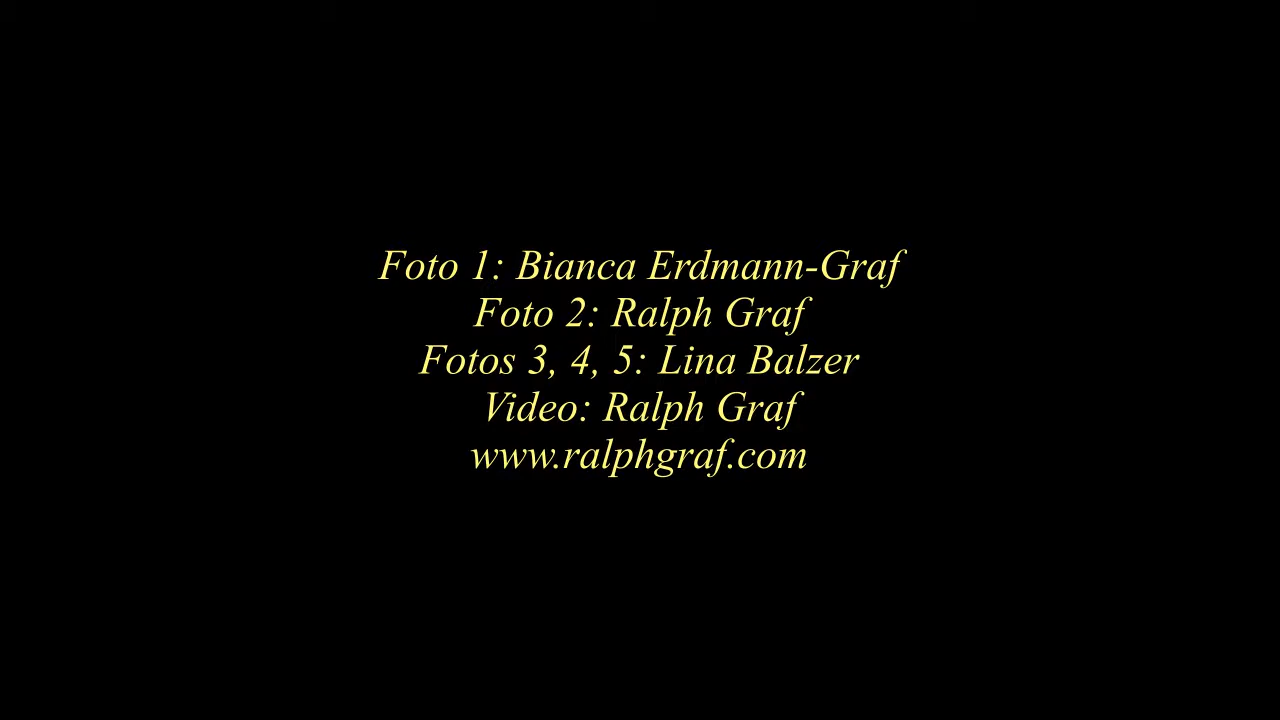 Foto 1: Bianca Erdmann-Graf
Foto 2: Ralph Graf
Fotos 3, 4, 5: Lina Balzer
Video: Ralph Graf
www.ralphgraf.com